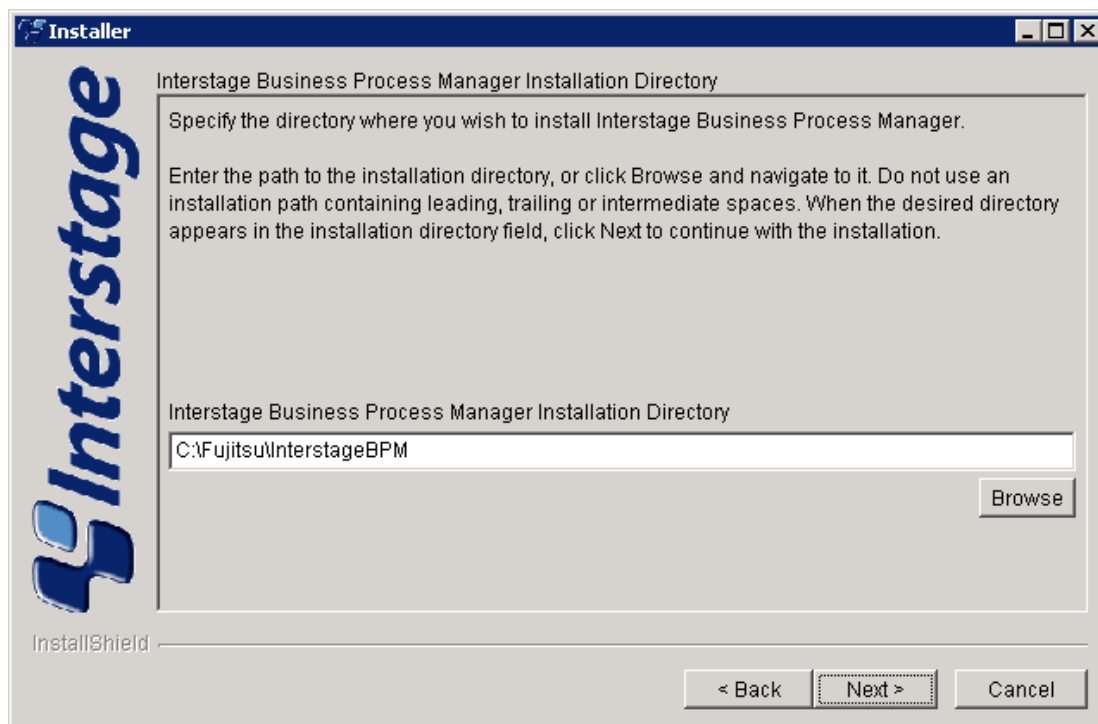 Installer
Interstage
Interstage Business Process Manager Installation Directory
Specify the directory where you wish to install Interstage Business Process Manager.
Enter the path to the installation directory, or click Browse and navigate to it. Do not use an
installation path containing leading, trailing or intermediate spaces. When the desired directory
appears in the installation directory field, click Next to continue with the installation.
Interstage Business Process Manager Installation Directory
C:\Fujitsu\InterstageBPM
Browse
InstallShield
< Back
Next >
Cancel